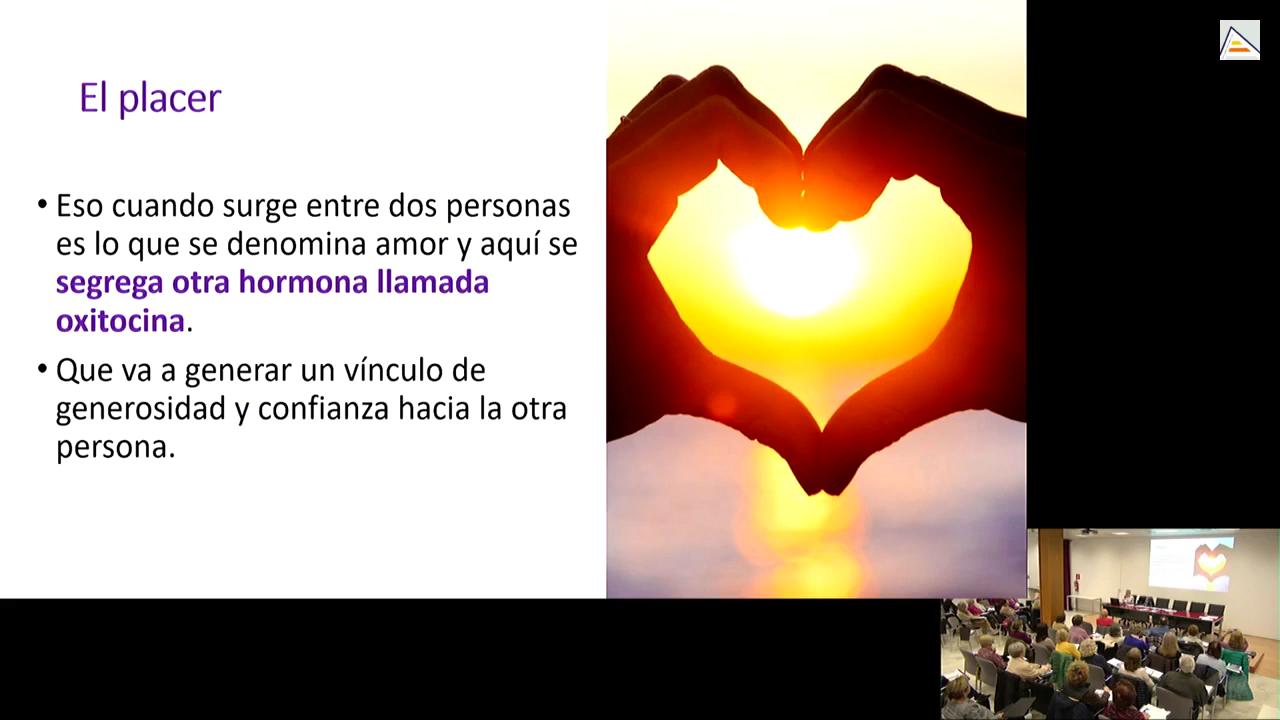 El placer
• Eso cuando surge entre dos personas
es lo que se denomina amor y aquí se
segrega otra hormona llamada
oxitocina.
• Que va a generar un vínculo de
generosidad y confianza hacia la otra
persona.